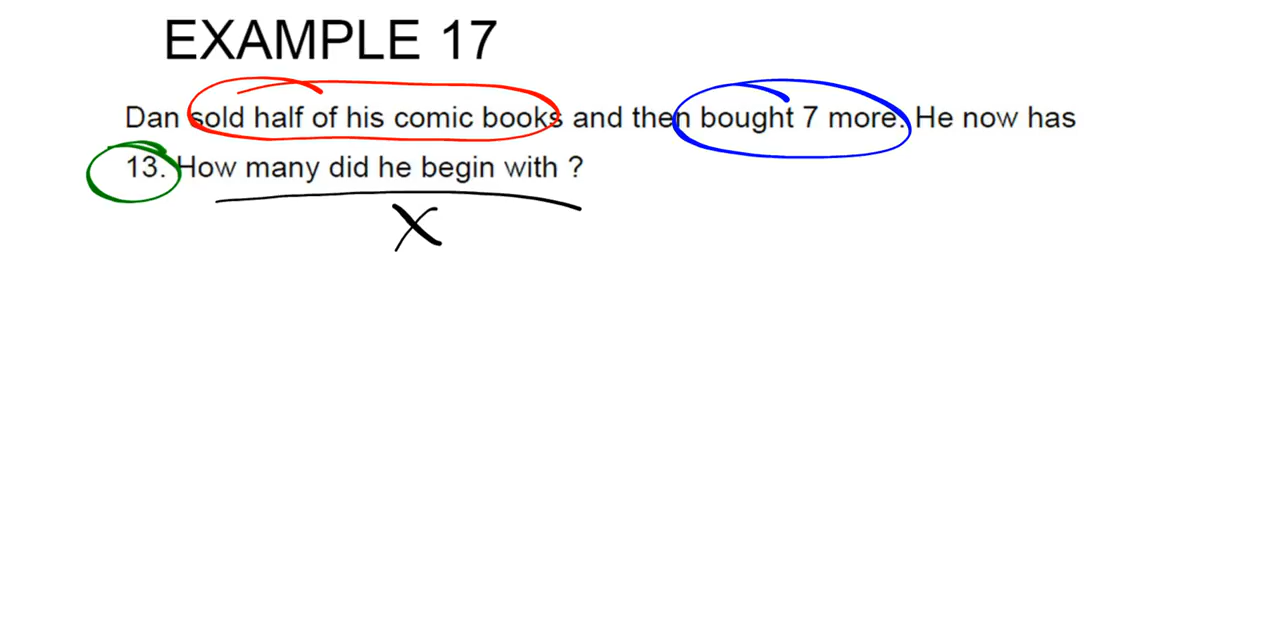 EXAMPLE 17
Dan sold half of his comic books and then bought 7 more. He now has
13. How many did he begin with ?
X